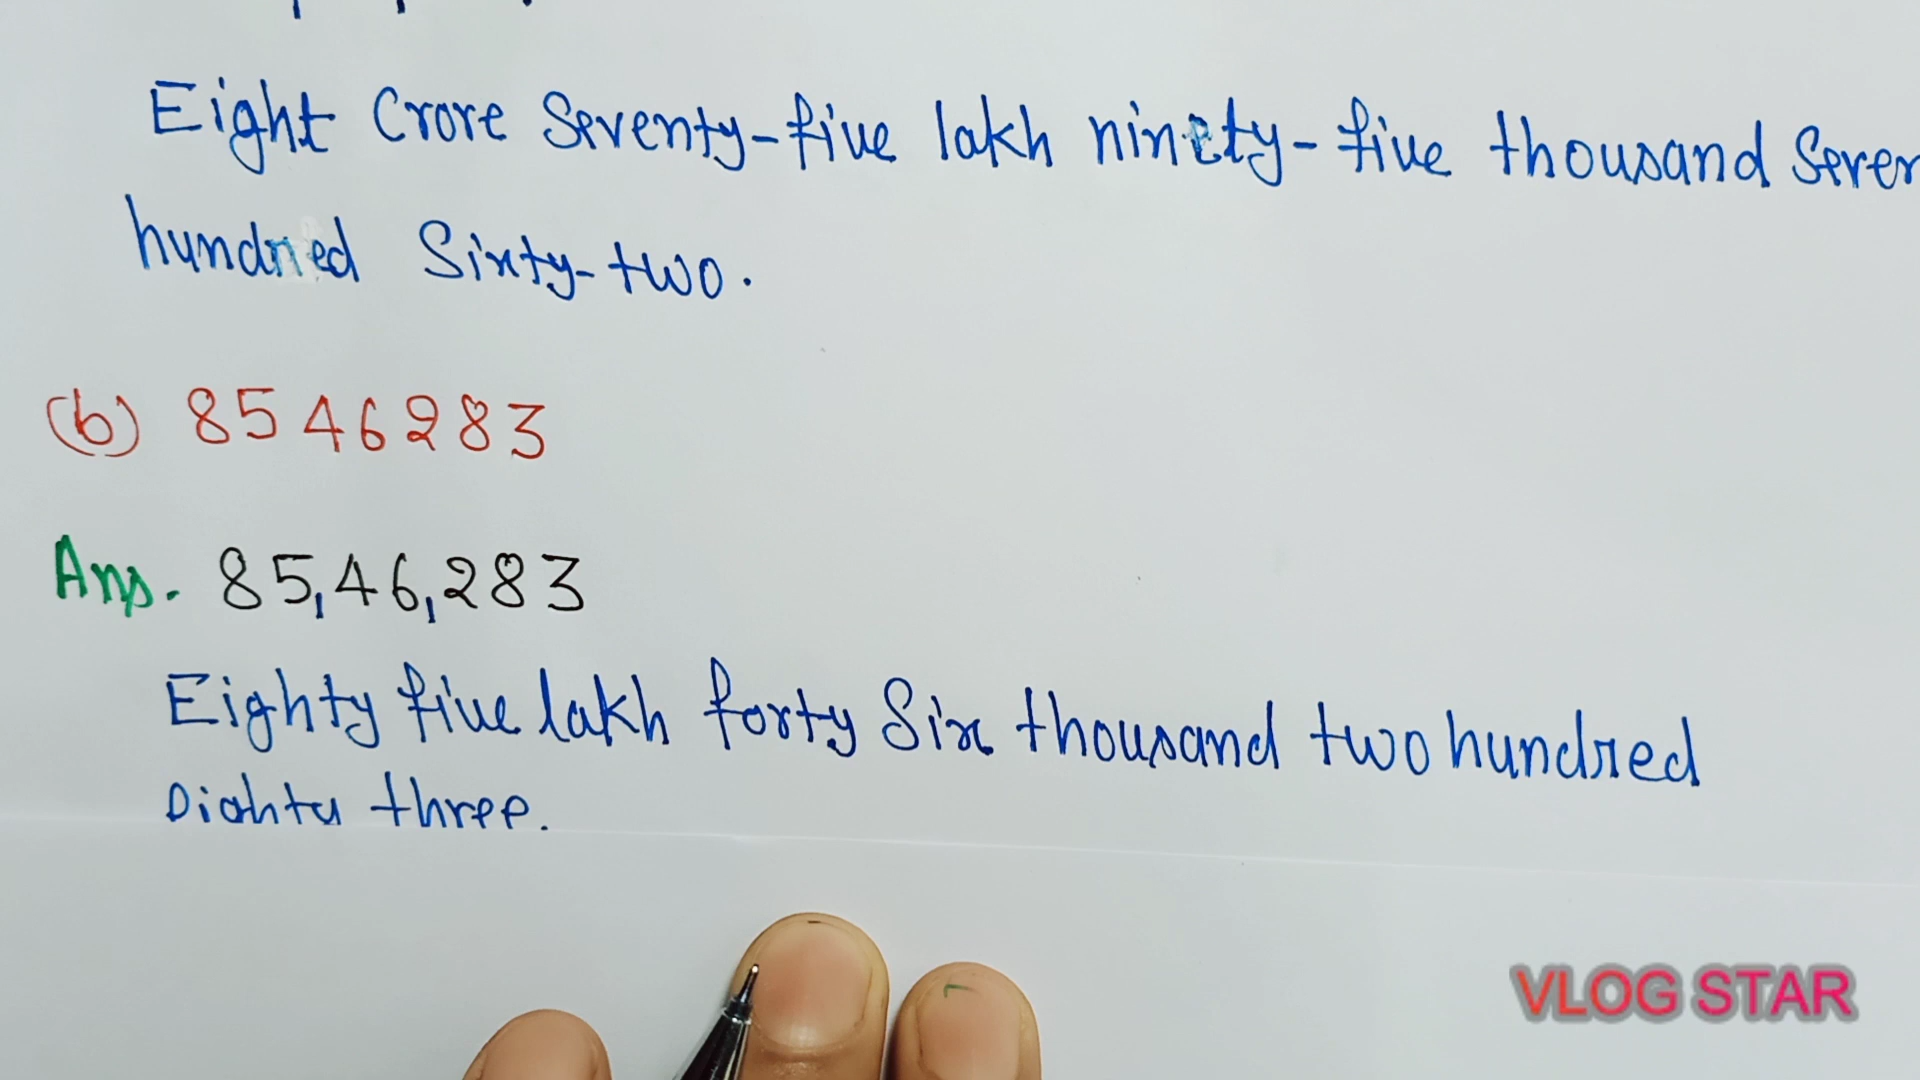 Eight Crore Seventy-five lakh ninety-five thousand Seven
hundred Sixty-two.
(b) 8546283
Ans. 85,46,283
Eighty five lakh forty Six thousand two hundred
eighty three.
VLOG STAR